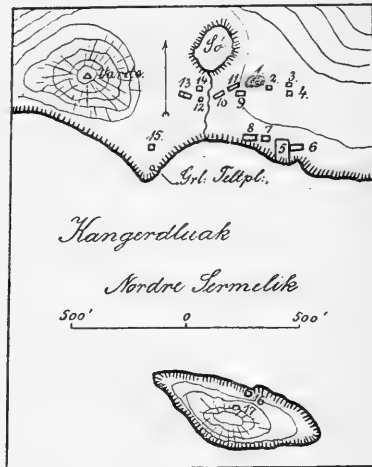 Sø
Varde.
1
2.
3.
4.
13
14
12
10
11
9
15.
8
7
5
6
Grl: Teltpl:
Kangerdluak
Nordre Sermelik
500' 0 500'
16
17